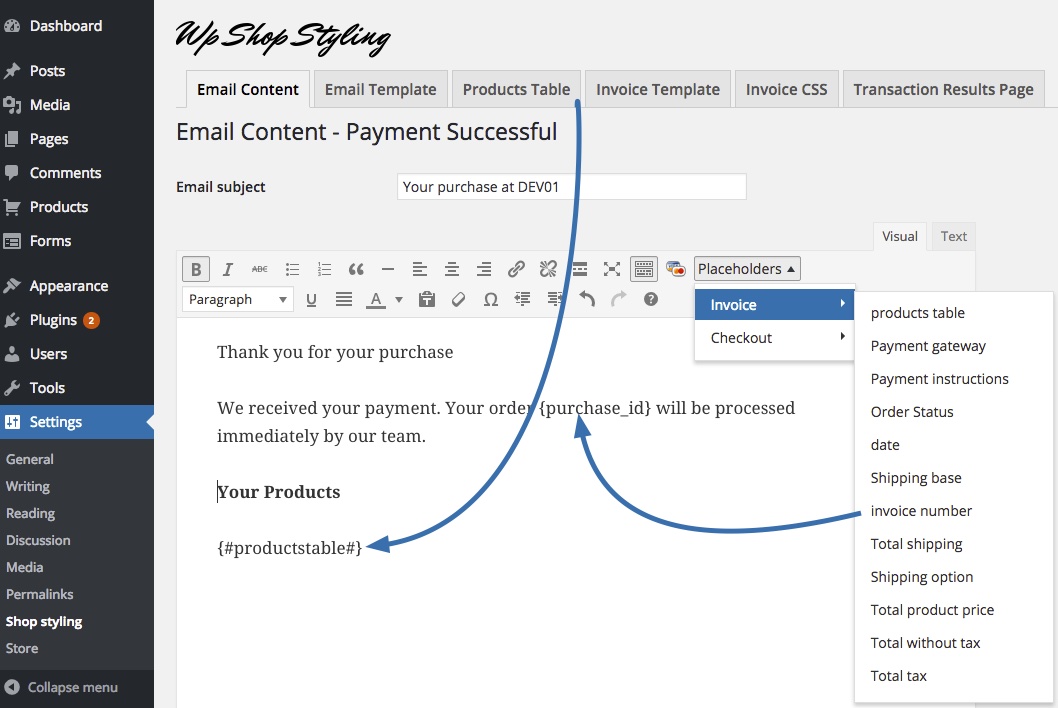 Dashboard
Posts
Media
Pages
Comments
Products
Forms
Appearance
Plugins 2
Users
Tools
Settings
General
Writing
Reading
Discussion
Media
Permalinks
Shop styling
Store
Collapse menu
Wp Shop Styling
Email Content Email Template Products Table Invoice Template Invoice CSS Transaction Results Page
Email Content - Payment Successful
Email subject Your purchase at DEV01
Visual Text
B I ABC Placeholders
Paragraph U A Ω ?
Invoice
Checkout
products table
Payment gateway
Payment instructions
Order Status
date
Shipping base
invoice number
Total shipping
Shipping option
Total product price
Total without tax
Total tax
Thank you for your purchase
We received your payment. Your order {purchase_id} will be processed
immediately by our team.
Your Products
{#productstable#}